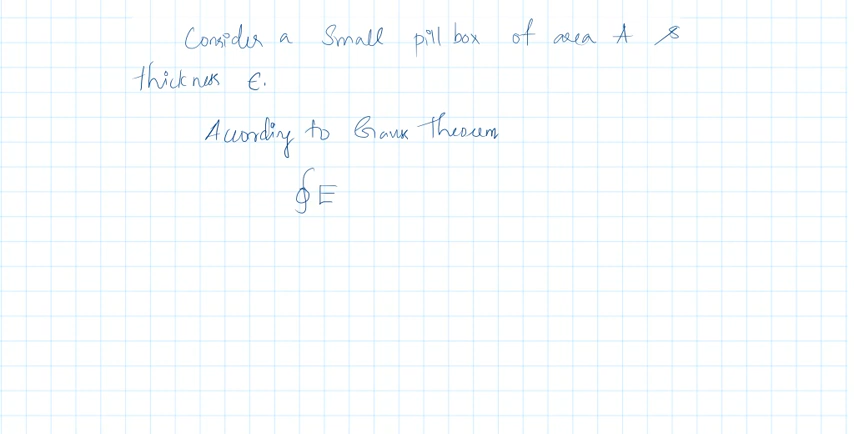 Consider a small pill box of area A &
thickness ε.
According to Gauss theorem
∮E